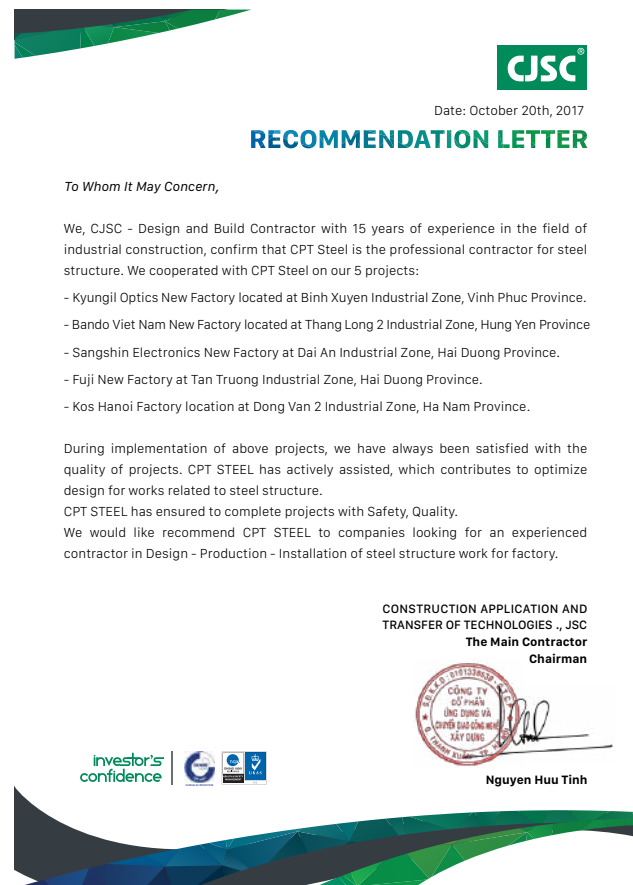 CJSC®
Date: October 20th, 2017
RECOMMENDATION LETTER
To Whom It May Concern,
We, CJSC - Design and Build Contractor with 15 years of experience in the field of
industrial construction, confirm that CPT Steel is the professional contractor for steel
structure. We cooperated with CPT Steel on our 5 projects:
- Kyungil Optics New Factory located at Binh Xuyen Industrial Zone, Vinh Phuc Province.
- Bando Viet Nam New Factory located at Thang Long 2 Industrial Zone, Hung Yen Province
- Sangshin Electronics New Factory at Dai An Industrial Zone, Hai Duong Province.
- Fuji New Factory at Tan Truong Industrial Zone, Hai Duong Province.
- Kos Hanoi Factory location at Dong Van 2 Industrial Zone, Ha Nam Province.
During implementation of above projects, we have always been satisfied with the
quality of projects. CPT STEEL has actively assisted, which contributes to optimize
design for works related to steel structure.
CPT STEEL has ensured to complete projects with Safety, Quality.
We would like recommend CPT STEEL to companies looking for an experienced
contractor in Design - Production - Installation of steel structure work for factory.
CONSTRUCTION APPLICATION AND
TRANSFER OF TECHNOLOGIES ., JSC
The Main Contractor
Chairman
CÔNG TY
CỔ PHẦN
ỨNG DỤNG VÀ
CHUYỂN GIAO CÔNG NGHỆ
XÂY DỰNG
investor's
confidence
UKAS
Nguyen Huu Tinh